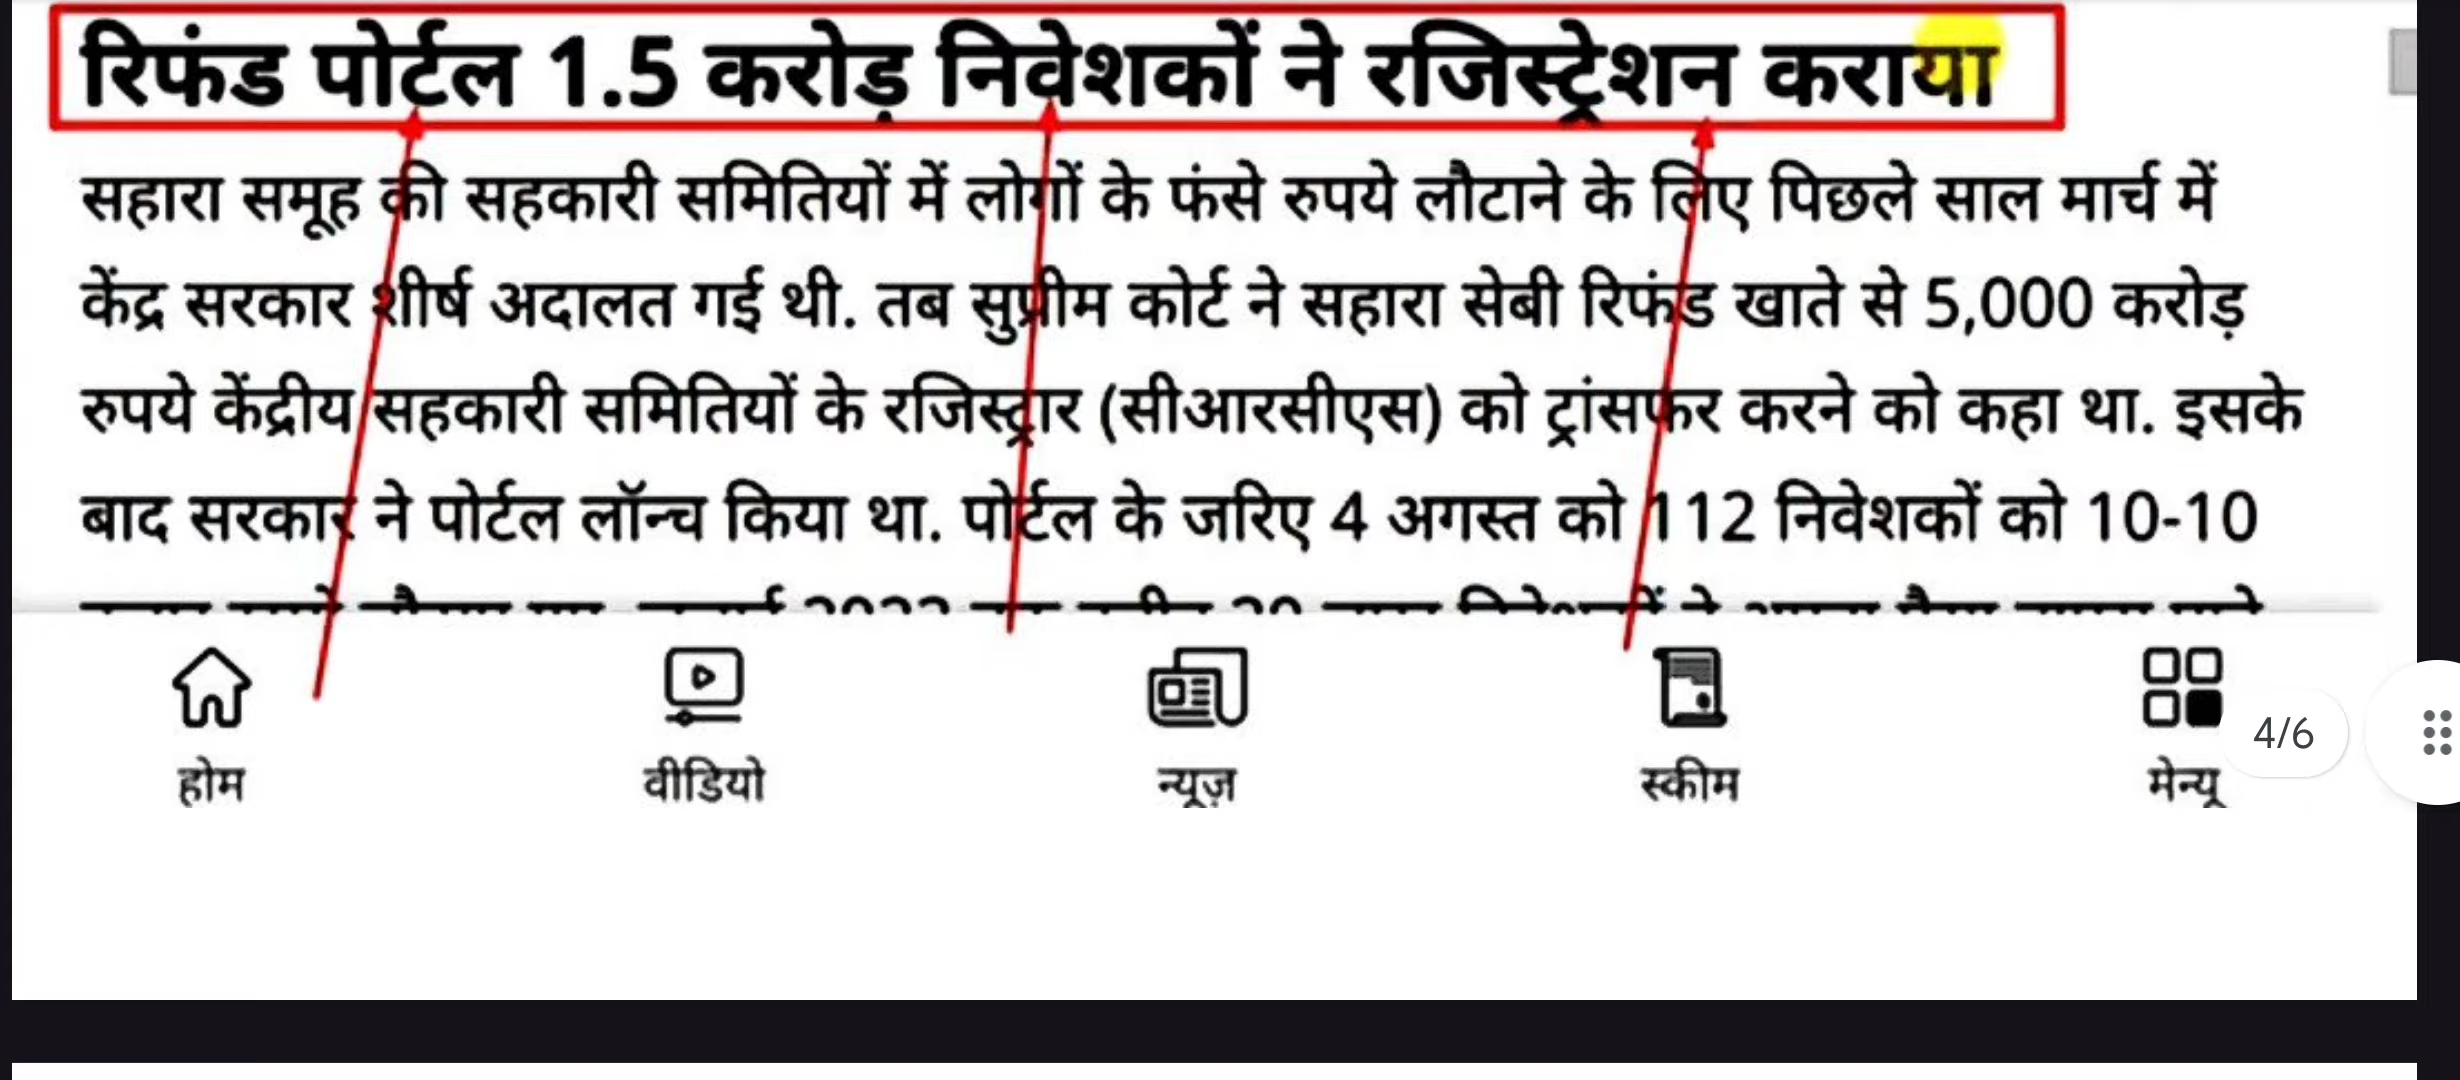 रिफंड पोर्टल 1.5 करोड़ निवेशकों ने रजिस्ट्रेशन कराया
सहारा समूह की सहकारी समितियों में लोगों के फंसे रुपये लौटाने के लिए पिछले साल मार्च में
केंद्र सरकार शीर्ष अदालत गई थी. तब सुप्रीम कोर्ट ने सहारा सेबी रिफंड खाते से 5,000 करोड़
रुपये केंद्रीय सहकारी समितियों के रजिस्ट्रार (सीआरसीएस) को ट्रांसफर करने को कहा था. इसके
बाद सरकार ने पोर्टल लॉन्च किया था. पोर्टल के जरिए 4 अगस्त को 112 निवेशकों को 10-10
होम वीडियो न्यूज़ स्कीम मेन्यू
4/6